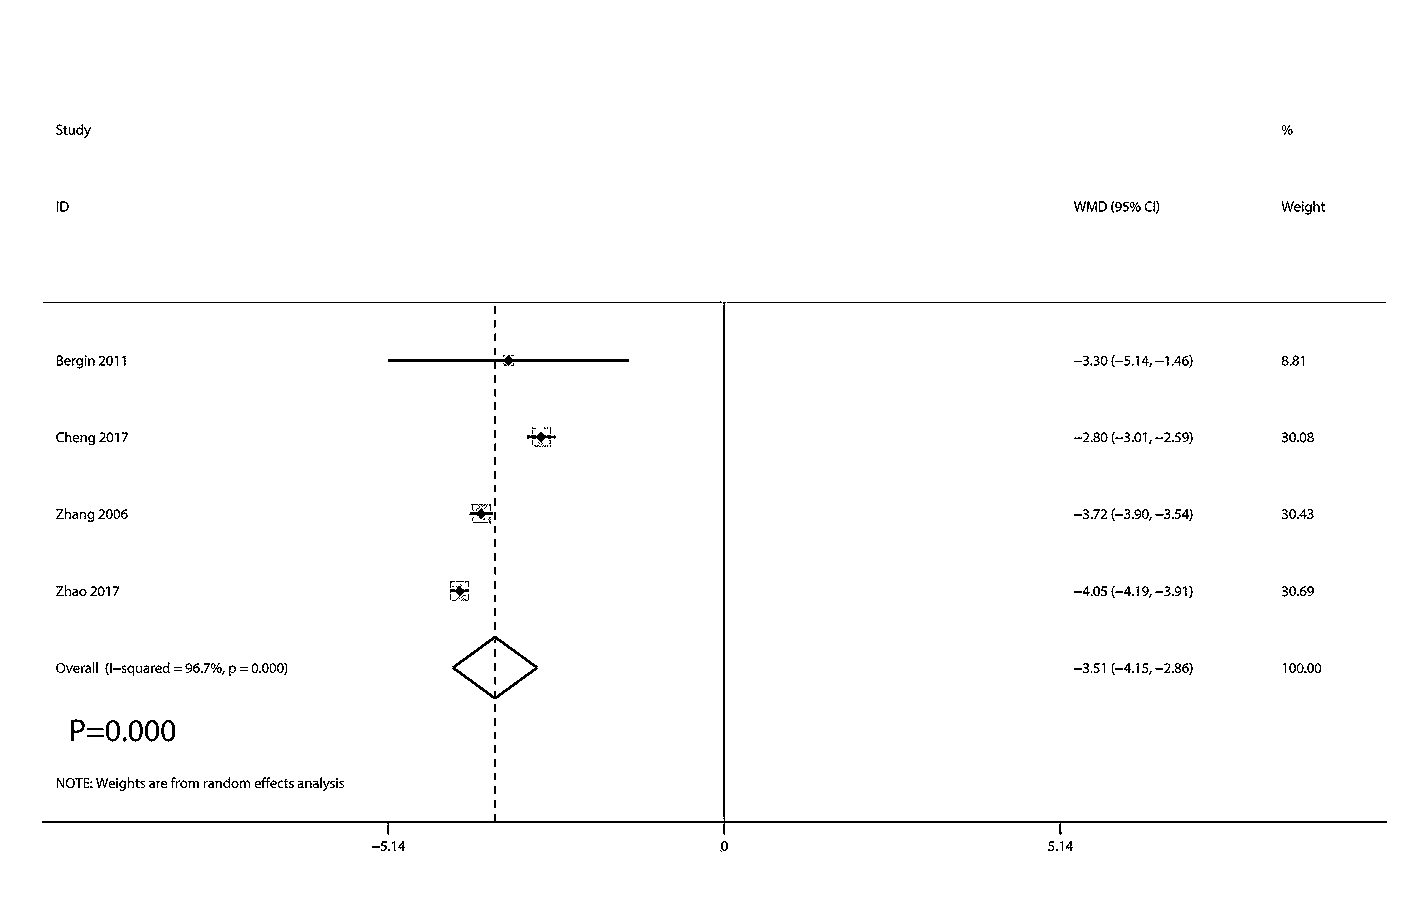 Study %
ID WMD (95% CI) Weight
Bergin 2011 −3.30 (−5.14, −1.46) 8.81
Cheng 2017 −2.80 (−3.01, −2.59) 30.08
Zhang 2006 −3.72 (−3.90, −3.54) 30.43
Zhao 2017 −4.05 (−4.19, −3.91) 30.69
Overall (I−squared = 96.7%, p = 0.000) −3.51 (−4.15, −2.86) 100.00
P=0.000
NOTE: Weights are from random effects analysis
−5.14 0 5.14